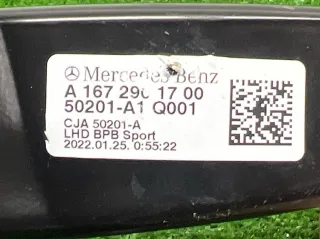 Mercedes Benz
A 167 290 17 00
50201-A1 Q001
CJA 50201-A
LHD BPB Sport
2022.01.25. 0:55:22